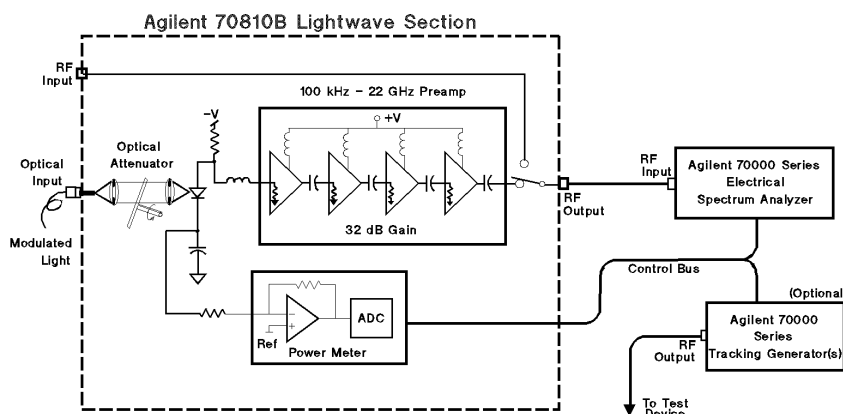 Agilent 70810B Lightwave Section
RF
Input
100 kHz – 22 GHz Preamp
–V
+V
Optical
Attenuator
Optical
Input
Modulated
Light
32 dB Gain
RF
Output
RF
Input
Agilent 70000 Series
Electrical
Spectrum Analyzer
Control Bus
–
+
Ref
ADC
Power Meter
(Optional
Agilent 70000
Series
Tracking Generator(s)
RF
Output
To Test
Device